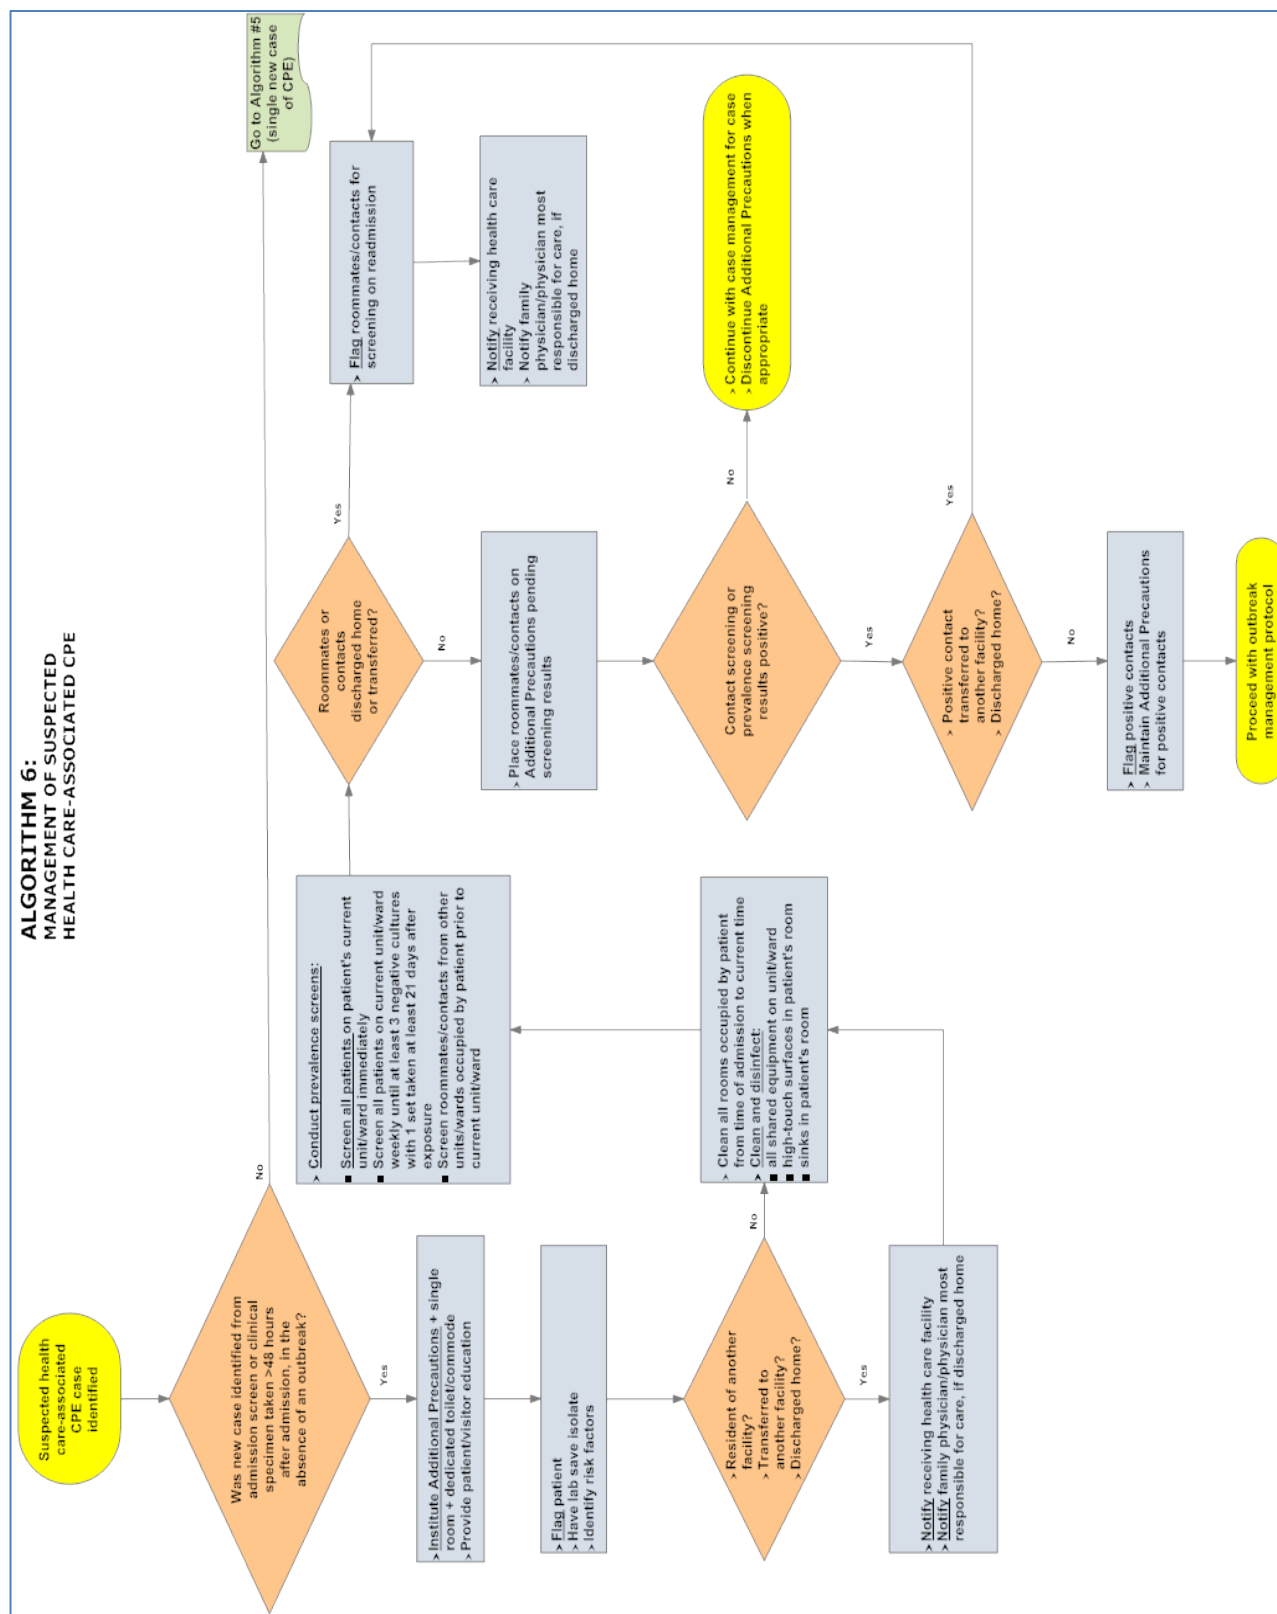 ALGORITHM 6:
MANAGEMENT OF SUSPECTED
HEALTH CARE-ASSOCIATED CPE
Suspected health
care-associated
CPE case
identified
Was new case identified from
admission screen or clinical
specimen taken >48 hours
after admission, in the
absence of an outbreak?
No
Go to Algorithm #5
(single new case
of CPE)
Yes
➢ Institute Additional Precautions + single
room + dedicated toilet/commode
➢ Provide patient/visitor education
➢ Flag patient
➢ Have lab save isolate
➢ Identify risk factors
➢ Resident of another
facility?
➢ Transferred to
another facility?
➢ Discharged home?
No
Yes
➢ Notify receiving health care facility
➢ Notify family physician/physician most
responsible for care, if discharged home
➢ Clean all rooms occupied by patient
from time of admission to current time
➢ Clean and disinfect:
■ all shared equipment on unit/ward
■ high-touch surfaces in patient's room
■ sinks in patient's room
➢ Conduct prevalence screens:
■ Screen all patients on patient's current
unit/ward immediately
■ Screen all patients on current unit/ward
weekly until at least 3 negative cultures
with 1 set taken at least 21 days after
exposure
■ Screen roommates/contacts from other
units/wards occupied by patient prior to
current unit/ward
Roommates or
contacts
discharged home
or transferred?
Yes
➢ Flag roommates/contacts for
screening on readmission
➢ Notify receiving health care
facility
➢ Notify family
physician/physician most
responsible for care, if
discharged home
No
➢ Place roommates/contacts on
Additional Precautions pending
screening results
Contact screening or
prevalence screening
results positive?
No
➢ Continue with case management for case
➢ Discontinue Additional Precautions when
appropriate
Yes
➢ Positive contact
transferred to
another facility?
➢ Discharged home?
Yes
No
➢ Flag positive contacts
➢ Maintain Additional Precautions
for positive contacts
Proceed with outbreak
management protocol